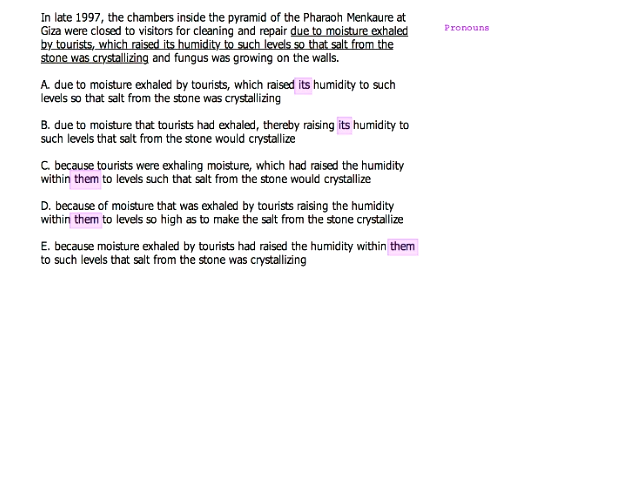 In late 1997, the chambers inside the pyramid of the Pharaoh Menkaure at
Giza were closed to visitors for cleaning and repair due to moisture exhaled
by tourists, which raised its humidity to such levels so that salt from the
stone was crystallizing and fungus was growing on the walls.
Pronouns
A. due to moisture exhaled by tourists, which raised its humidity to such
levels so that salt from the stone was crystallizing
B. due to moisture that tourists had exhaled, thereby raising its humidity to
such levels that salt from the stone would crystallize
C. because tourists were exhaling moisture, which had raised the humidity
within them to levels such that salt from the stone would crystallize
D. because of moisture that was exhaled by tourists raising the humidity
within them to levels so high as to make the salt from the stone crystallize
E. because moisture exhaled by tourists had raised the humidity within them
to such levels that salt from the stone was crystallizing